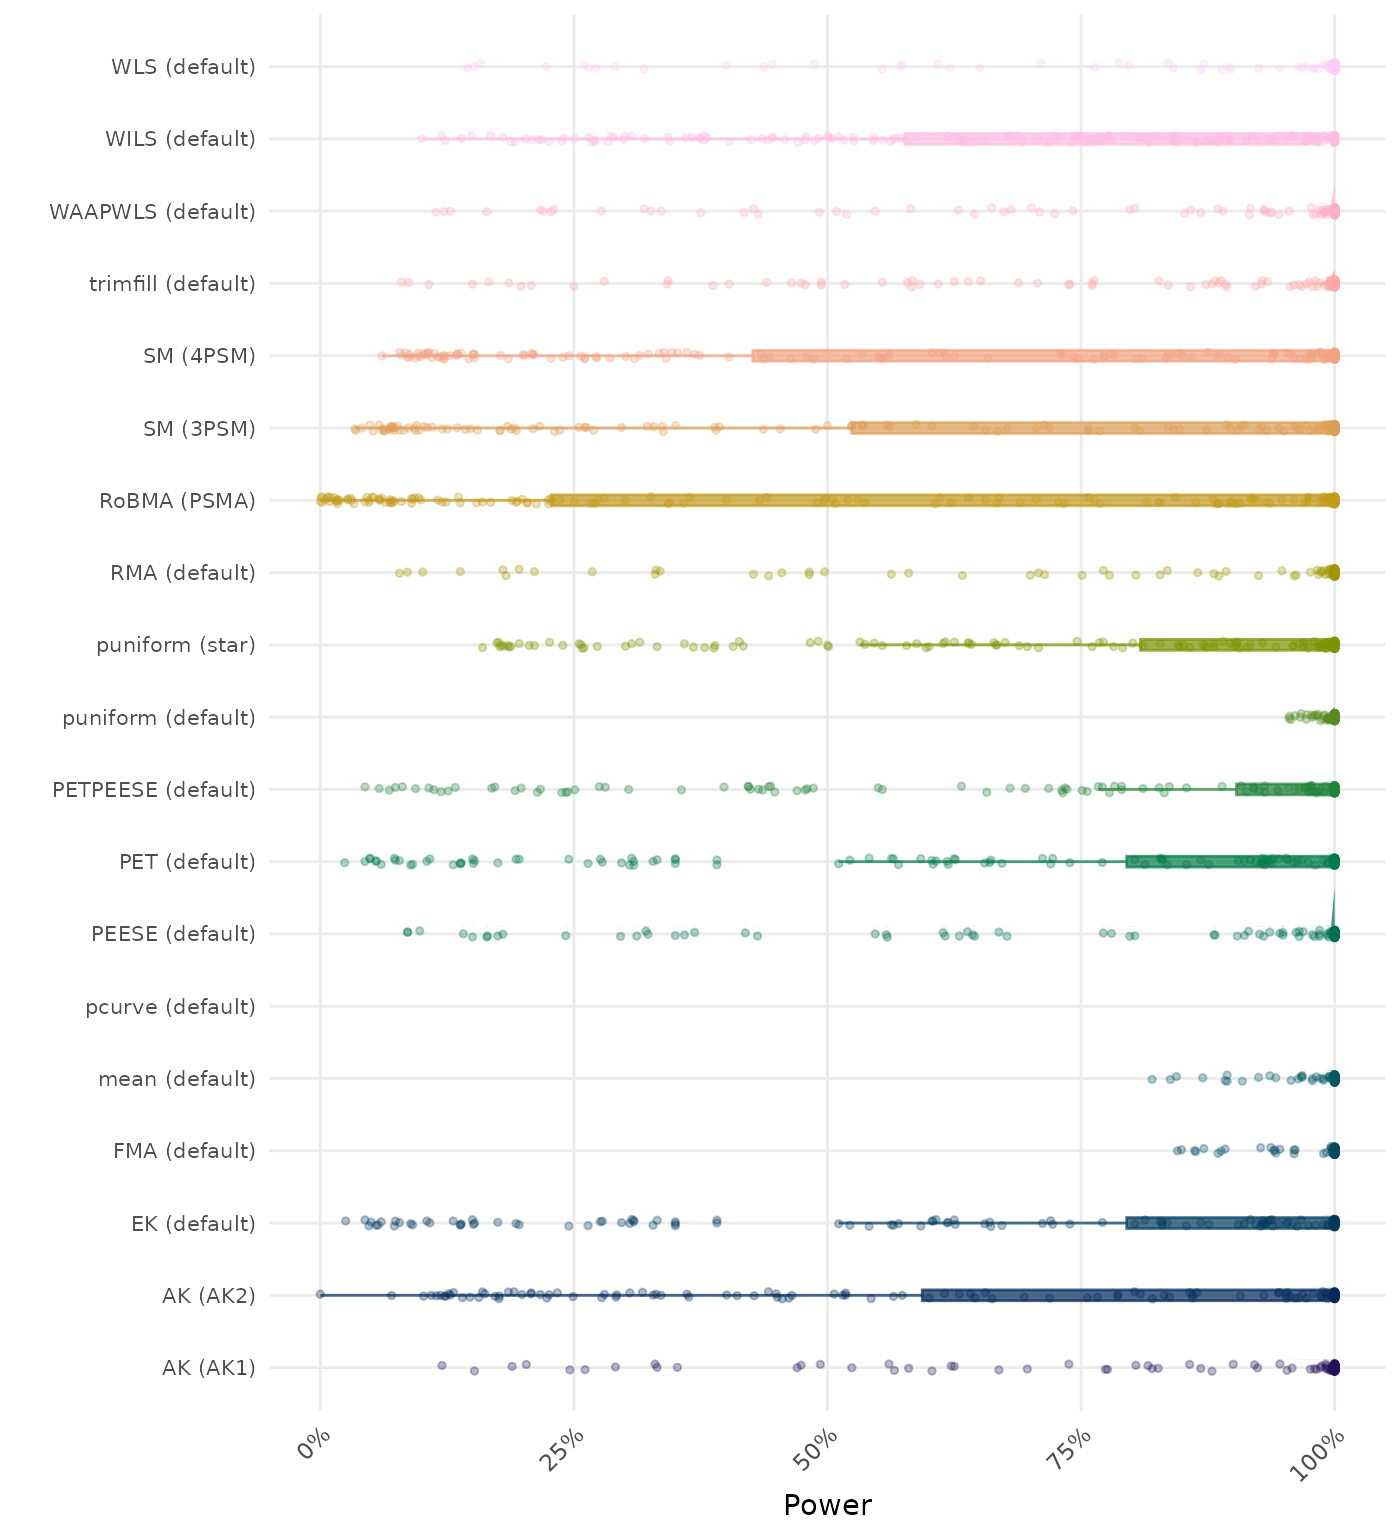 WLS (default)
WILS (default)
WAAPWLS (default)
trimfill (default)
SM (4PSM)
SM (3PSM)
RoBMA (PSMA)
RMA (default)
puniform (star)
puniform (default)
PETPEESE (default)
PET (default)
PEESE (default)
pcurve (default)
mean (default)
FMA (default)
EK (default)
AK (AK2)
AK (AK1)
0% 25% 50% 75% 100%
Power